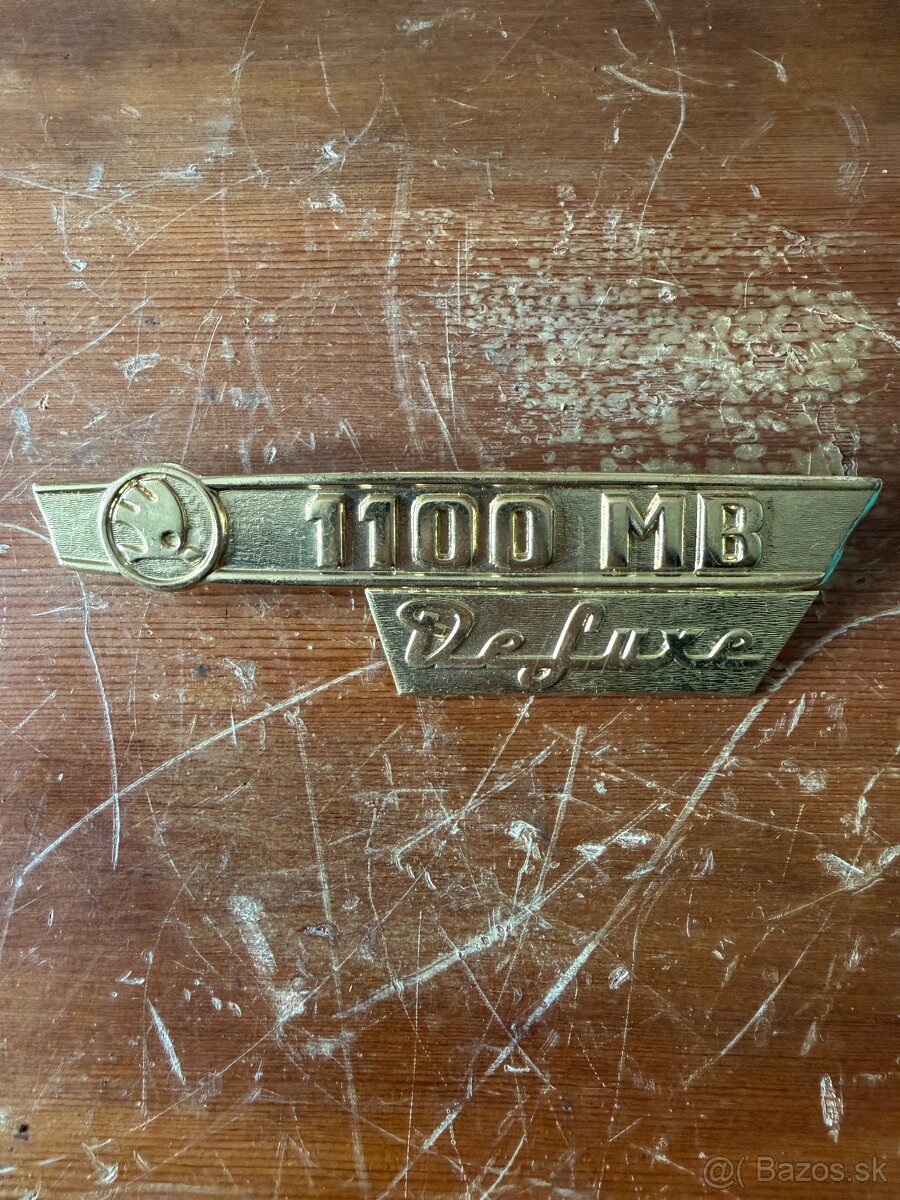 1100 MB
De Luxe
@( Bazos.sk